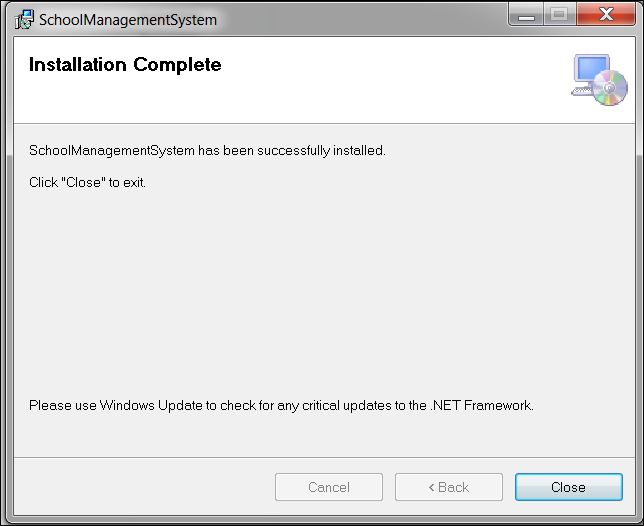 SchoolManagementSystem
Installation Complete
SchoolManagementSystem has been successfully installed.
Click "Close" to exit.
Please use Windows Update to check for any critical updates to the .NET Framework.
Cancel
< Back
Close